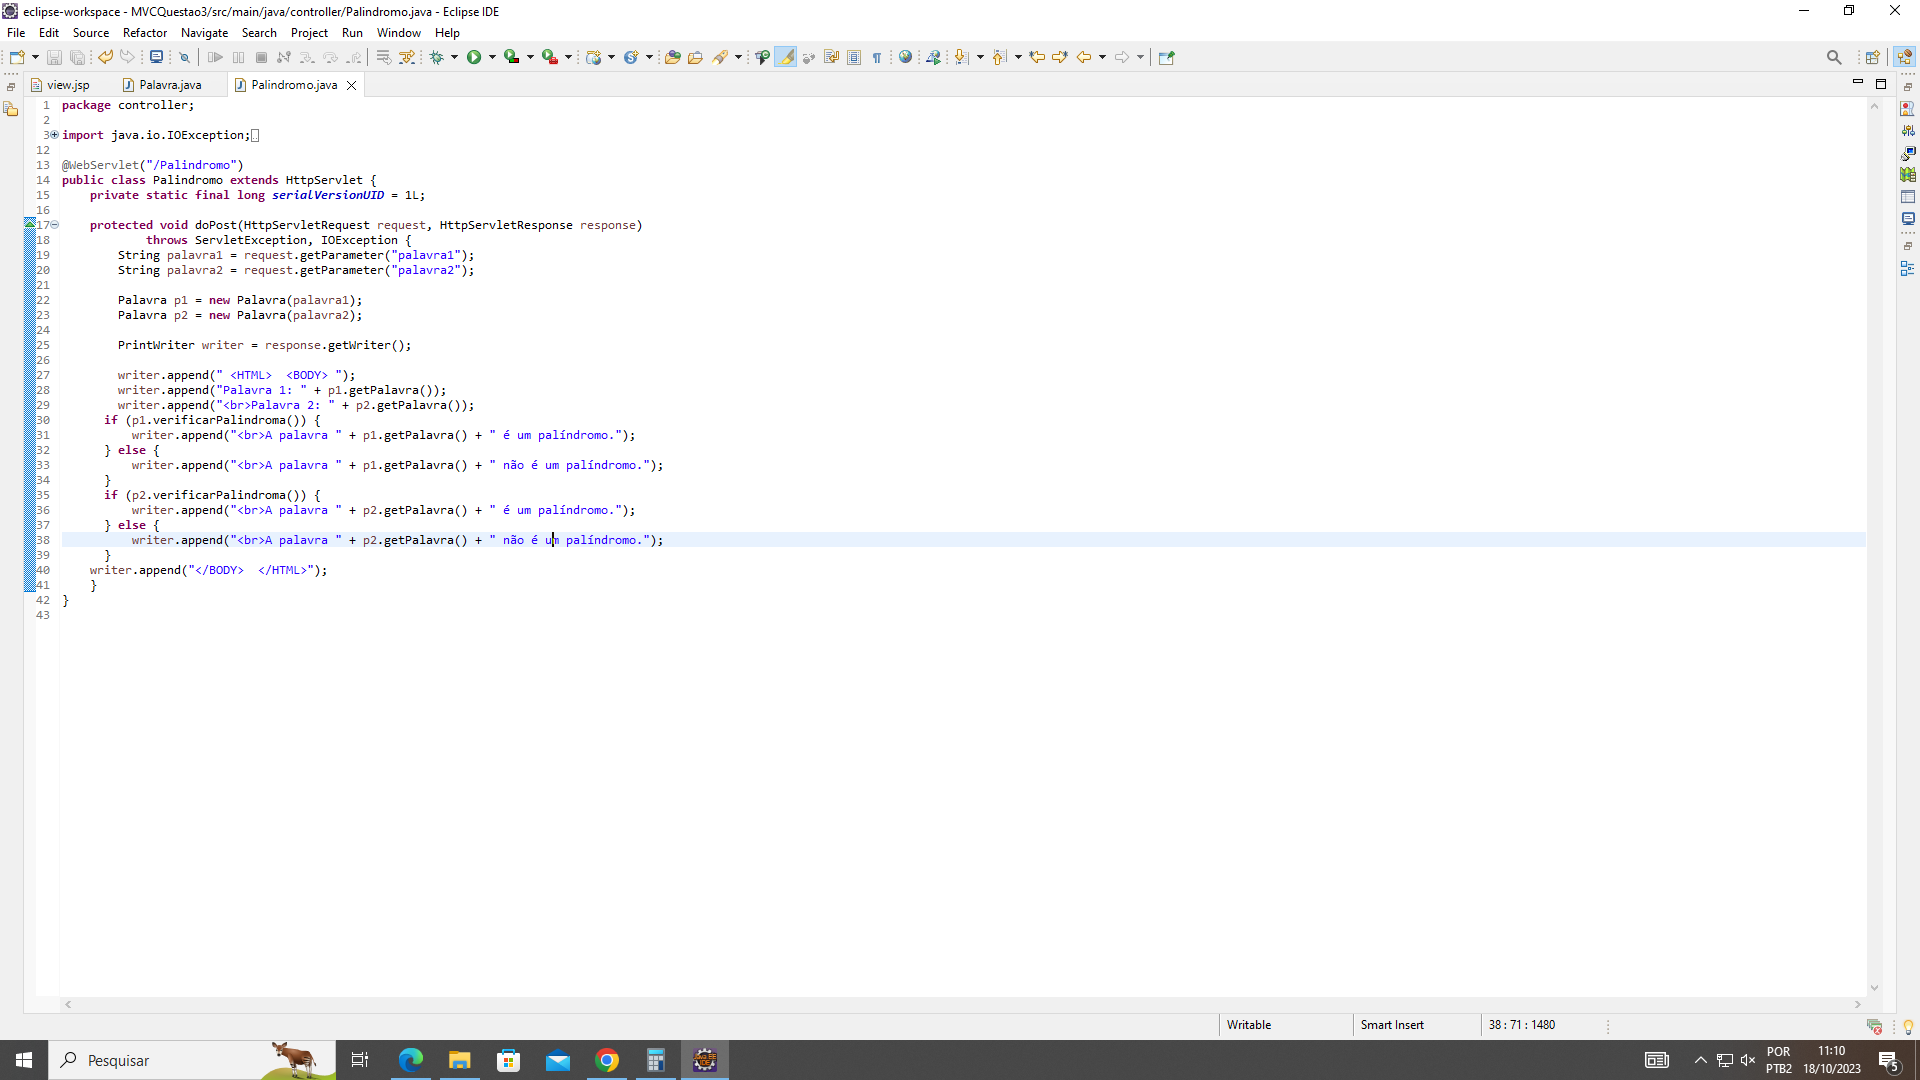 eclipse-workspace - MVCQuestao3/src/main/java/controller/Palindromo.java - Eclipse IDE
File Edit Source Refactor Navigate Search Project Run Window Help
view.jsp Palavra.java Palindromo.java
1 package controller;
2
3 import java.io.IOException;
12
13 @WebServlet("/Palindromo")
14 public class Palindromo extends HttpServlet {
15 private static final long serialVersionUID = 1L;
16
17 protected void doPost(HttpServletRequest request, HttpServletResponse response)
18 throws ServletException, IOException {
19 String palavra1 = request.getParameter("palavra1");
20 String palavra2 = request.getParameter("palavra2");
21
22 Palavra p1 = new Palavra(palavra1);
23 Palavra p2 = new Palavra(palavra2);
24
25 PrintWriter writer = response.getWriter();
26
27 writer.append(" <HTML>  <BODY> ");
28 writer.append("Palavra 1: " + p1.getPalavra());
29 writer.append("<br>Palavra 2: " + p2.getPalavra());
30 if (p1.verificarPalindroma()) {
31 writer.append("<br>A palavra " + p1.getPalavra() + " é um palíndromo.");
32 } else {
33 writer.append("<br>A palavra " + p1.getPalavra() + " não é um palíndromo.");
34 }
35 if (p2.verificarPalindroma()) {
36 writer.append("<br>A palavra " + p2.getPalavra() + " é um palíndromo.");
37 } else {
38 writer.append("<br>A palavra " + p2.getPalavra() + " não é um palíndromo.");
39 }
40 writer.append("</BODY>  </HTML>");
41 }
42 }
43
Writable Smart Insert 38 : 71 : 1480
Pesquisar
POR 11:10
PTB2 18/10/2023 5